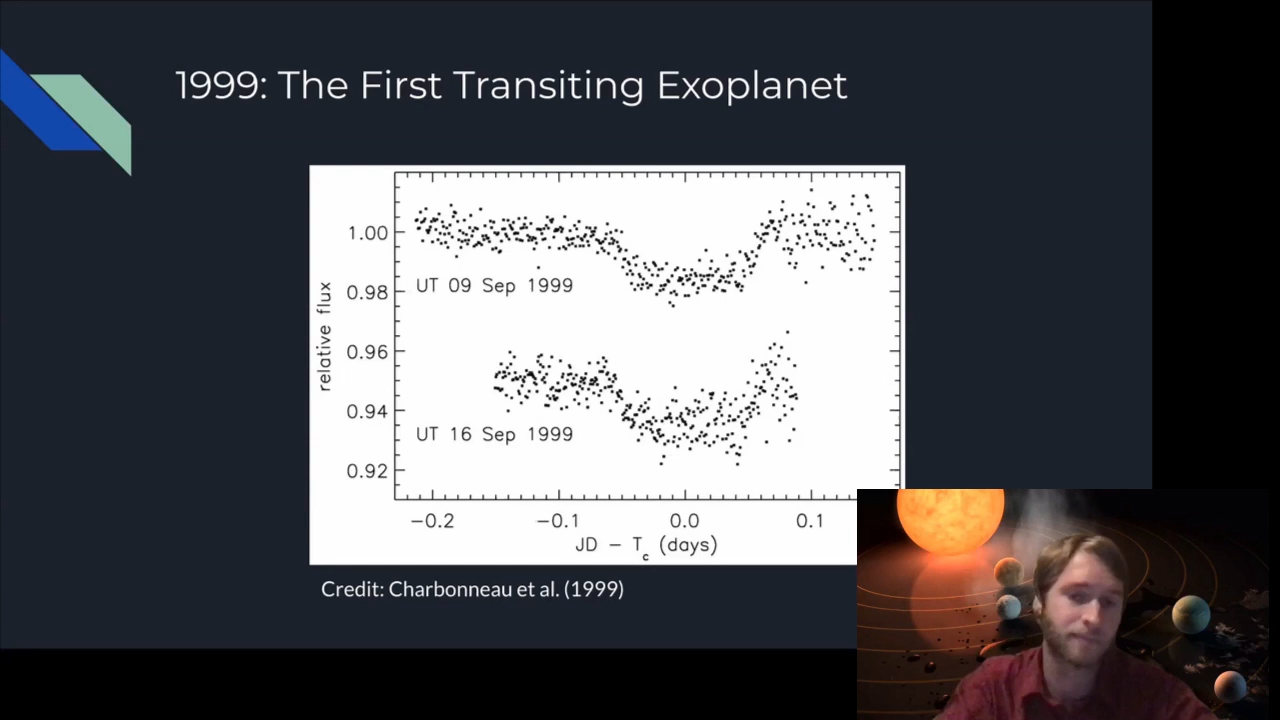 1999: The First Transiting Exoplanet
relative flux
1.00
0.98
0.96
0.94
0.92
UT 09 Sep 1999
UT 16 Sep 1999
−0.2
−0.1
0.0
0.1
JD − Tc (days)
Credit: Charbonneau et al. (1999)